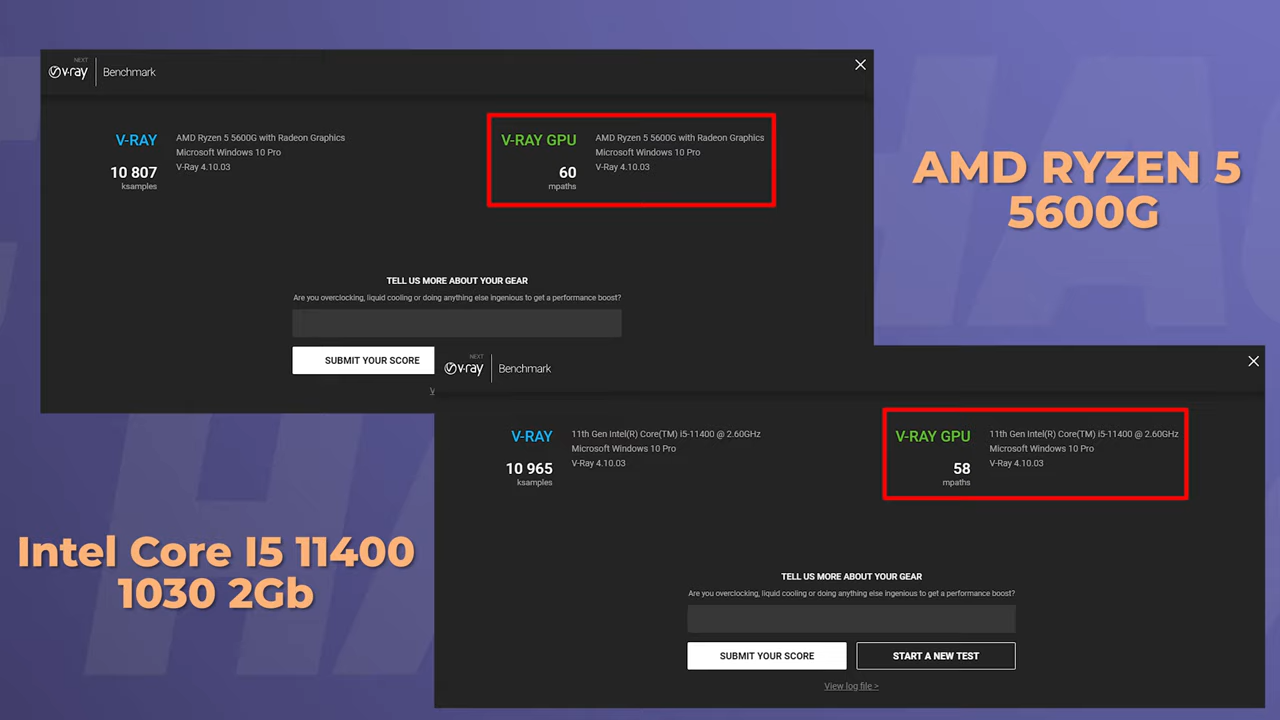 NEXT
v-ray
Benchmark
V-RAY
AMD Ryzen 5 5600G with Radeon Graphics
Microsoft Windows 10 Pro
V-Ray 4.10.03
10 807
ksamples
V-RAY GPU
AMD Ryzen 5 5600G with Radeon Graphics
Microsoft Windows 10 Pro
V-Ray 4.10.03
60
mpaths
TELL US MORE ABOUT YOUR GEAR
Are you overclocking, liquid cooling or doing anything else ingenious to get a performance boost?
SUBMIT YOUR SCORE
AMD RYZEN 5
5600G
NEXT
v-ray
Benchmark
V-RAY
11th Gen Intel(R) Core(TM) i5-11400 @ 2.60GHz
Microsoft Windows 10 Pro
V-Ray 4.10.03
10 965
ksamples
V-RAY GPU
11th Gen Intel(R) Core(TM) i5-11400 @ 2.60GHz
Microsoft Windows 10 Pro
V-Ray 4.10.03
58
mpaths
TELL US MORE ABOUT YOUR GEAR
Are you overclocking, liquid cooling or doing anything else ingenious to get a performance boost?
SUBMIT YOUR SCORE
START A NEW TEST
View log file >
Intel Core I5 11400
1030 2Gb